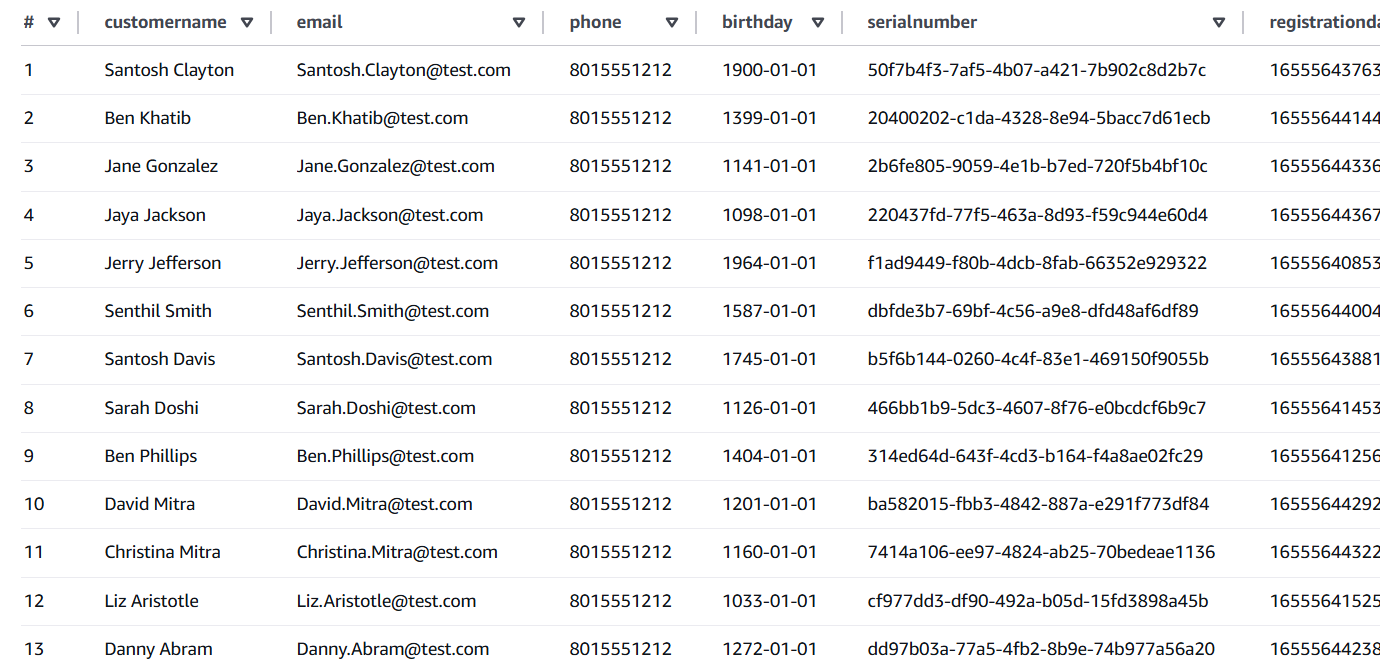 # customername email phone birthday serialnumber registrationda
1 Santosh Clayton Santosh.Clayton@test.com 8015551212 1900-01-01 50f7b4f3-7af5-4b07-a421-7b902c8d2b7c 16555643763
2 Ben Khatib Ben.Khatib@test.com 8015551212 1399-01-01 20400202-c1da-4328-8e94-5bacc7d61ecb 16555644144
3 Jane Gonzalez Jane.Gonzalez@test.com 8015551212 1141-01-01 2b6fe805-9059-4e1b-b7ed-720f5b4bf10c 16555644336
4 Jaya Jackson Jaya.Jackson@test.com 8015551212 1098-01-01 220437fd-77f5-463a-8d93-f59c944e60d4 16555644367
5 Jerry Jefferson Jerry.Jefferson@test.com 8015551212 1964-01-01 f1ad9449-f80b-4dcb-8fab-66352e929322 16555640853
6 Senthil Smith Senthil.Smith@test.com 8015551212 1587-01-01 dbfde3b7-69bf-4c56-a9e8-dfd48af6df89 16555644004
7 Santosh Davis Santosh.Davis@test.com 8015551212 1745-01-01 b5f6b144-0260-4c4f-83e1-469150f9055b 16555643881
8 Sarah Doshi Sarah.Doshi@test.com 8015551212 1126-01-01 466bb1b9-5dc3-4607-8f76-e0bcdcf6b9c7 16555641453
9 Ben Phillips Ben.Phillips@test.com 8015551212 1404-01-01 314ed64d-643f-4cd3-b164-f4a8ae02fc29 16555641256
10 David Mitra David.Mitra@test.com 8015551212 1201-01-01 ba582015-fbb3-4842-887a-e291f773df84 16555644292
11 Christina Mitra Christina.Mitra@test.com 8015551212 1160-01-01 7414a106-ee97-4824-ab25-70bedeae1136 16555644322
12 Liz Aristotle Liz.Aristotle@test.com 8015551212 1033-01-01 cf977dd3-df90-492a-b05d-15fd3898a45b 16555641525
13 Danny Abram Danny.Abram@test.com 8015551212 1272-01-01 dd97b03a-77a5-4fb2-8b9e-74b977a56a20 16555644238